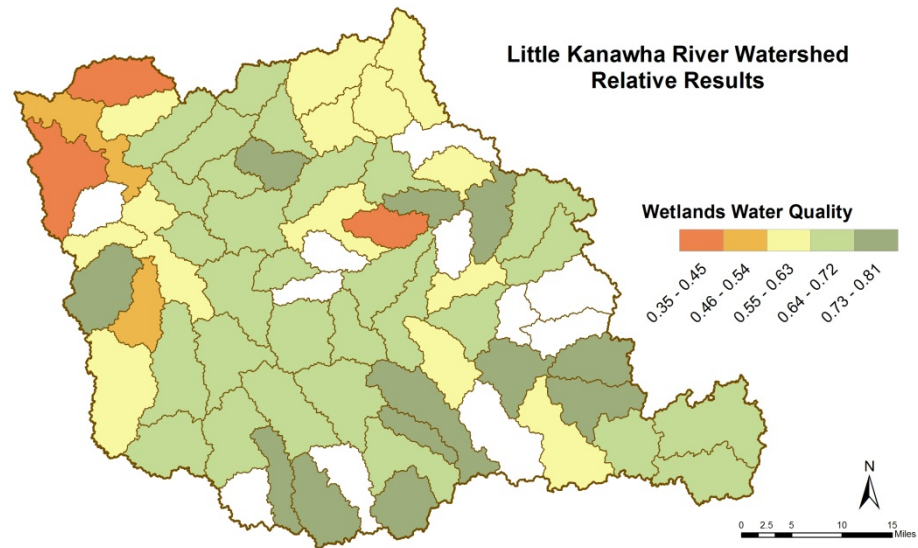 Little Kanawha River Watershed
Relative Results
Wetlands Water Quality
0.35 - 0.45
0.46 - 0.54
0.55 - 0.63
0.64 - 0.72
0.73 - 0.81
N
0 2.5 5 10 15
Miles